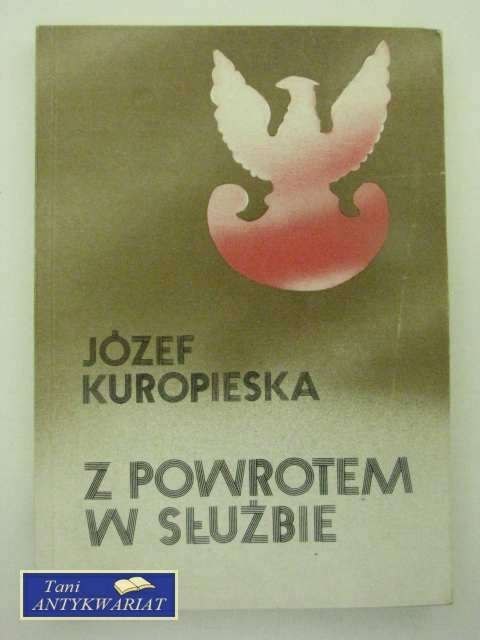 JÓZEF
KUROPIESKA
Z POWROTEM
W SŁUŻBIE
Tani
ANTYKWARIAT